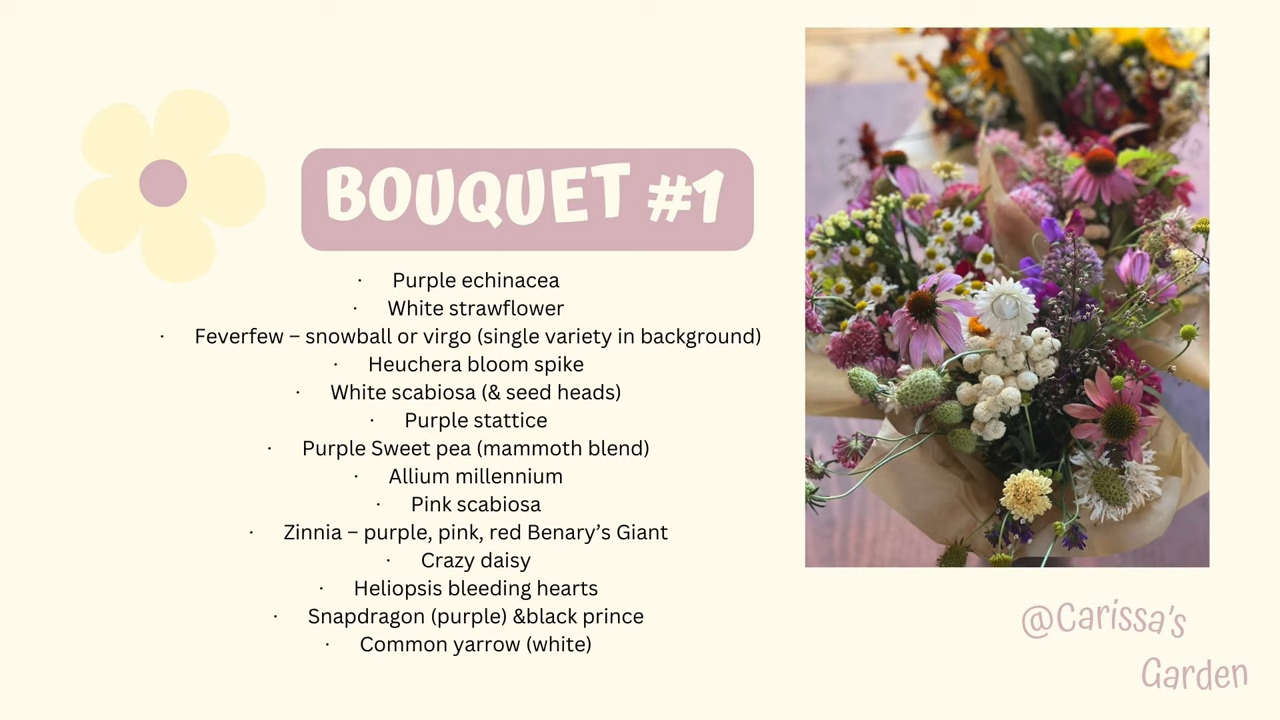 BOUQUET #1
· Purple echinacea
· White strawflower
· Feverfew – snowball or virgo (single variety in background)
· Heuchera bloom spike
· White scabiosa (& seed heads)
· Purple stattice
· Purple Sweet pea (mammoth blend)
· Allium millennium
· Pink scabiosa
· Zinnia – purple, pink, red Benary’s Giant
· Crazy daisy
· Heliopsis bleeding hearts
· Snapdragon (purple) &black prince
· Common yarrow (white)
@Carissa's
Garden